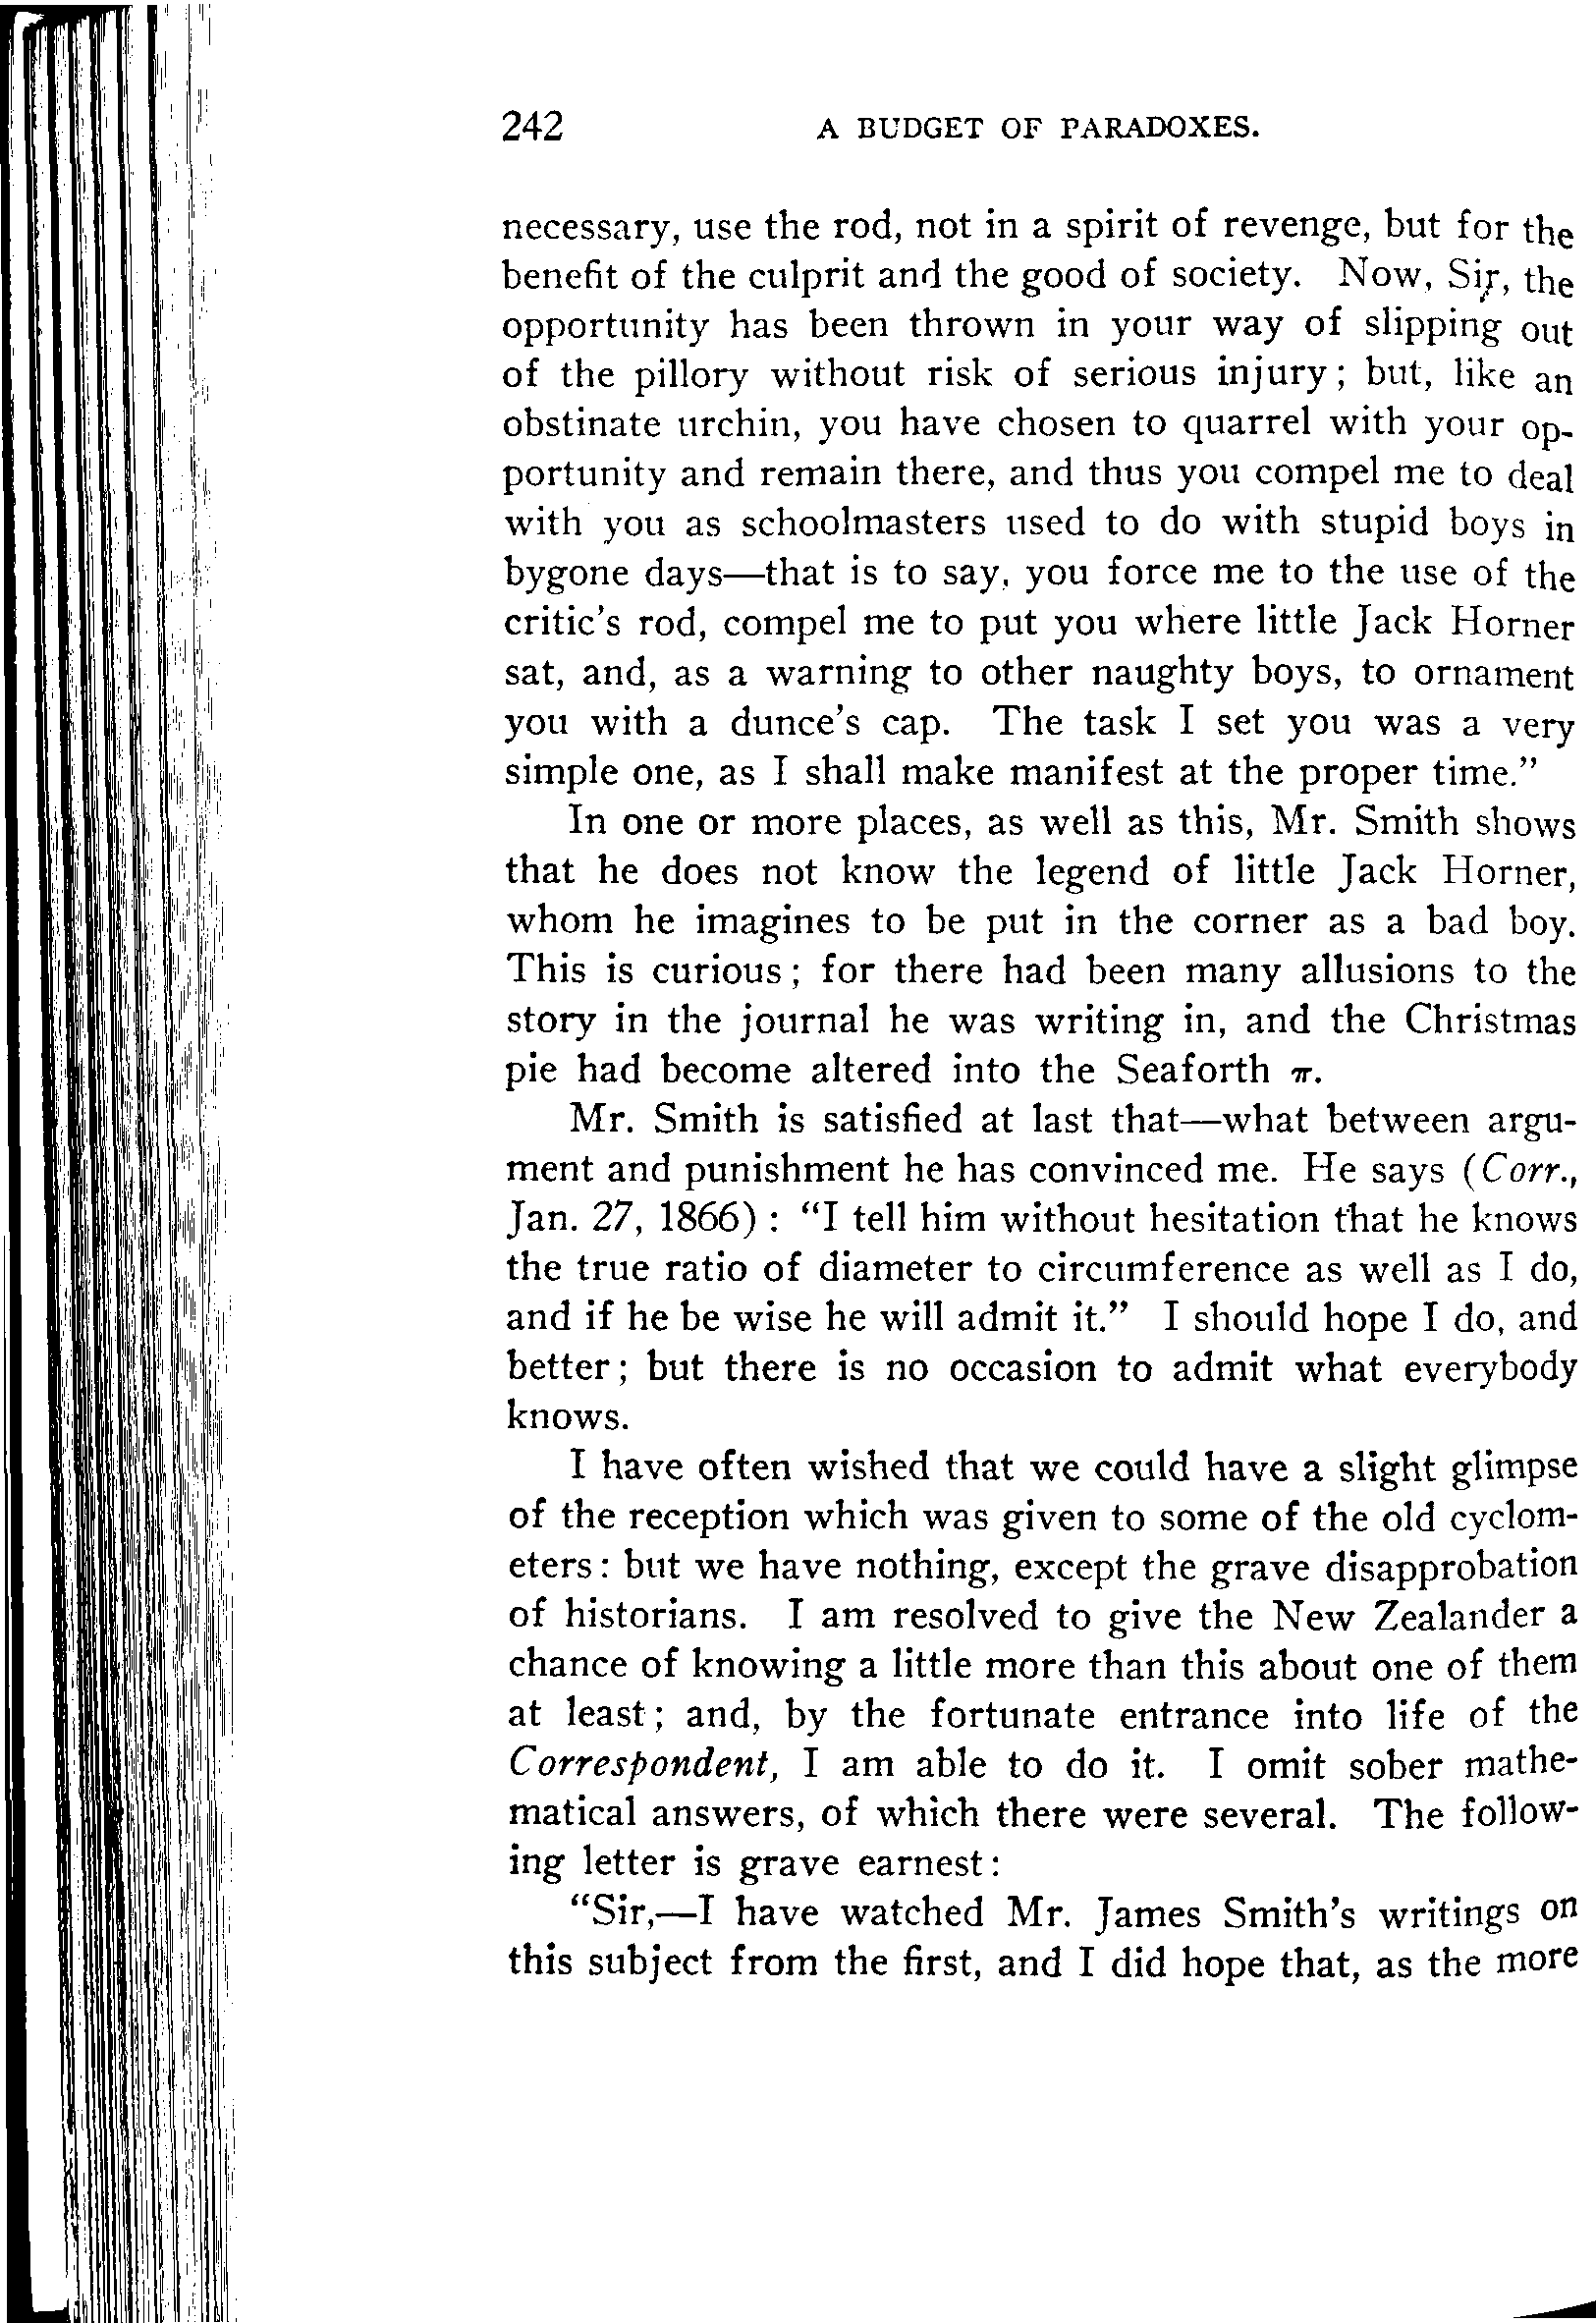 242 A BUDGET OF PARADOXES.
necessary, use the rod, not in a spirit of revenge, but for the
benefit of the culprit and the good of society. Now, Sir, the
opportunity has been thrown in your way of slipping out
of the pillory without risk of serious injury; but, like an
obstinate urchin, you have chosen to quarrel with your op-
portunity and remain there, and thus you compel me to deal
with you as schoolmasters used to do with stupid boys in
bygone days—that is to say, you force me to the use of the
critic's rod, compel me to put you where little Jack Horner
sat, and, as a warning to other naughty boys, to ornament
you with a dunce's cap. The task I set you was a very
simple one, as I shall make manifest at the proper time."
In one or more places, as well as this, Mr. Smith shows
that he does not know the legend of little Jack Horner,
whom he imagines to be put in the corner as a bad boy.
This is curious; for there had been many allusions to the
story in the journal he was writing in, and the Christmas
pie had become altered into the Seaforth π.
Mr. Smith is satisfied at last that—what between argu-
ment and punishment he has convinced me. He says (Corr.,
Jan. 27, 1866): "I tell him without hesitation that he knows
the true ratio of diameter to circumference as well as I do,
and if he be wise he will admit it." I should hope I do, and
better; but there is no occasion to admit what everybody
knows.
I have often wished that we could have a slight glimpse
of the reception which was given to some of the old cyclom-
eters: but we have nothing, except the grave disapprobation
of historians. I am resolved to give the New Zealander a
chance of knowing a little more than this about one of them
at least; and, by the fortunate entrance into life of the
Correspondent, I am able to do it. I omit sober mathe-
matical answers, of which there were several. The follow-
ing letter is grave earnest:
"Sir,—I have watched Mr. James Smith's writings on
this subject from the first, and I did hope that, as the more